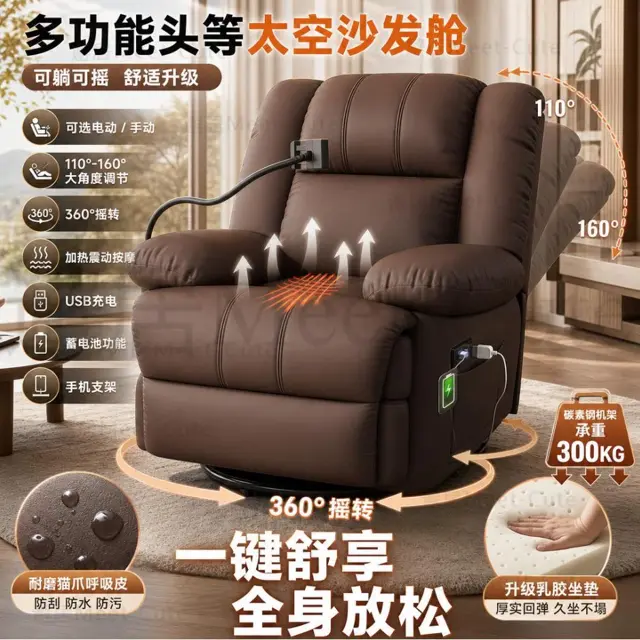 多功能头等太空沙发舱
可躺可摇 舒适升级
可选电动 / 手动
110°-160°
大角度调节
360°
360°摇转
加热震动按摩
USB充电
蓄电池功能
手机支架
110°
160°
碳素钢机架
承重
300KG
360°摇转
一键舒享
全身放松
耐磨猫爪呼吸皮
防刮 防水 防污
升级乳胶坐垫
厚实回弹 久坐不塌
Meet-Cute